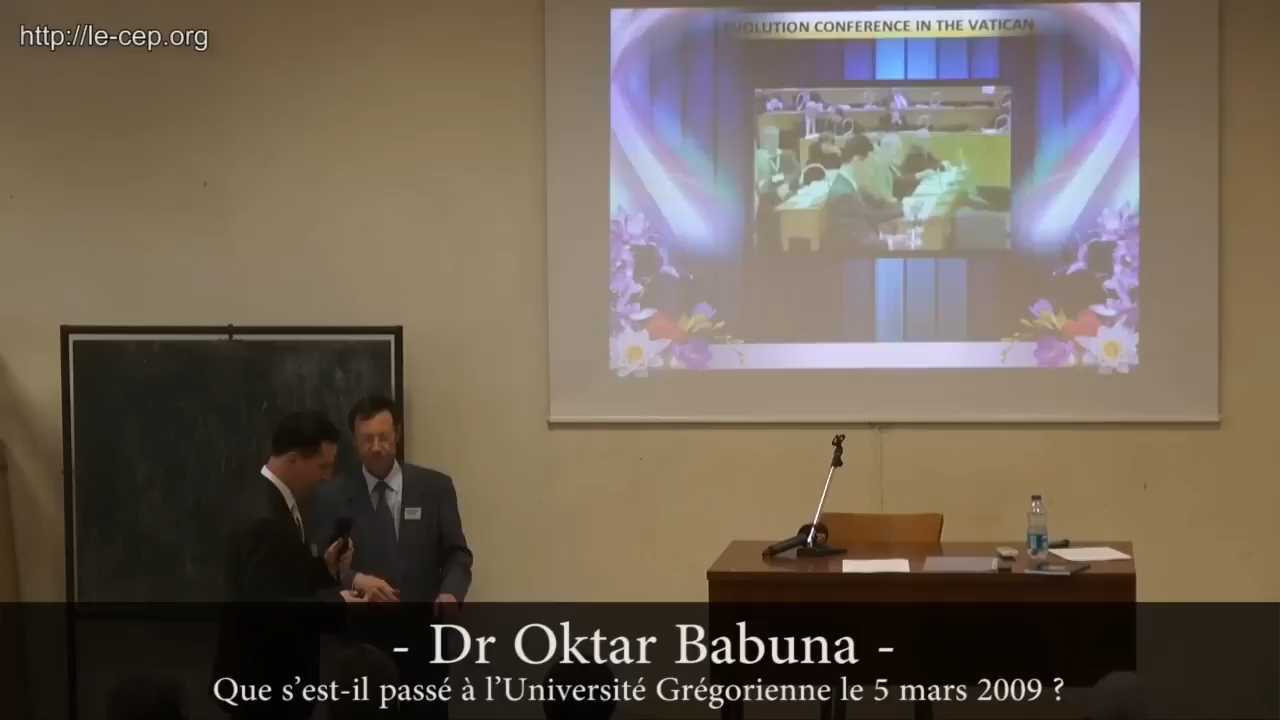 http://le-cep.org
EVOLUTION CONFERENCE IN THE VATICAN
- Dr Oktar Babuna -
Que s’est-il passé à l’Université Grégorienne le 5 mars 2009 ?